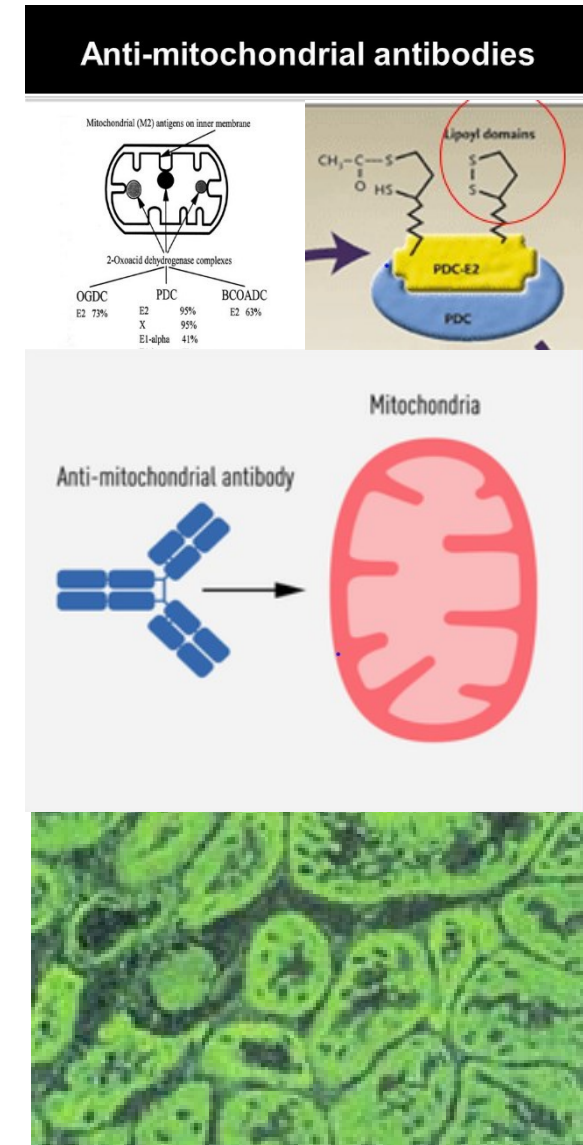 Anti-mitochondrial antibodies
Mitochondrial (M2) antigens on inner membrane
2-Oxoacid dehydrogenase complexes
OGDC
E2 73%
PDC
E2 95%
X 95%
E1-alpha 41%
BCOADC
E2 63%
Lipoyl domains
CH₃—C—S
O HS
S
S
PDC-E2
PDC
Mitochondria
Anti-mitochondrial antibody